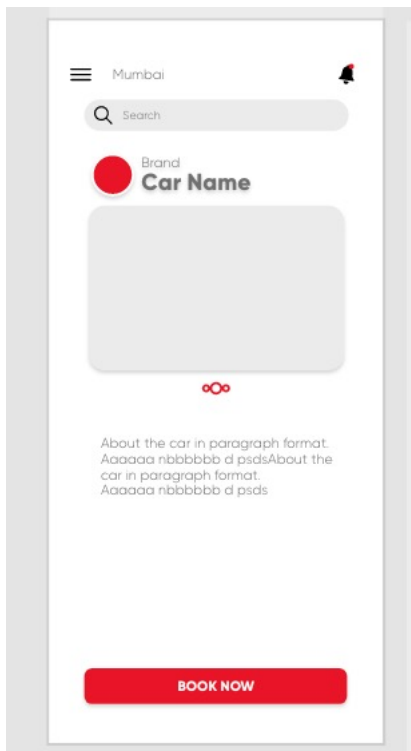 Mumbai
Search
Brand
Car Name
About the car in paragraph format.
Aaaaaa nbbbbbb d psdsAbout the
car in paragraph format.
Aaaaaa nbbbbbb d psds
BOOK NOW